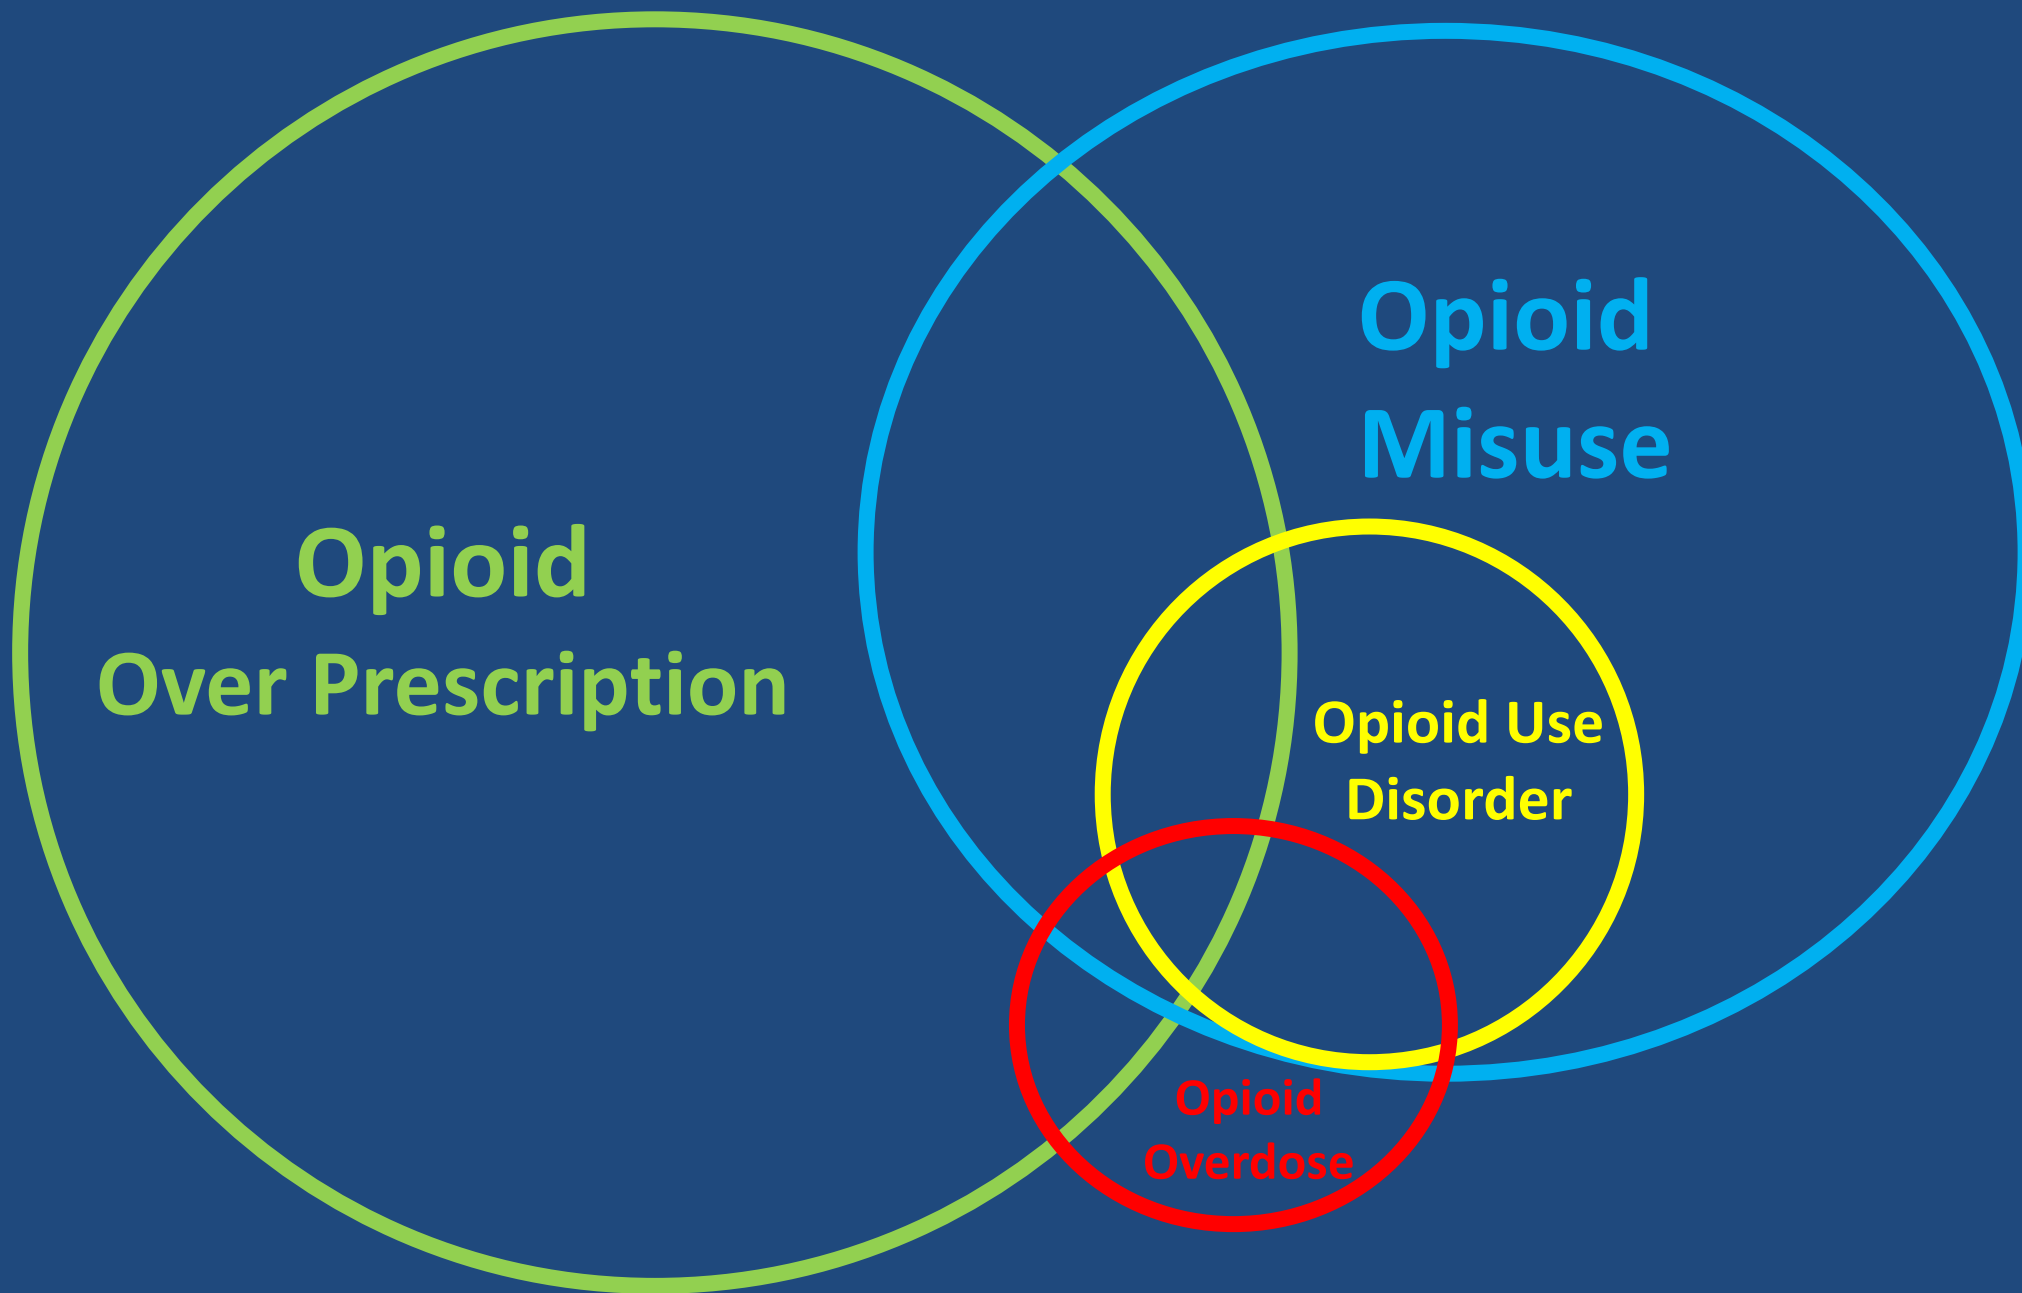 Opioid
Misuse
Opioid
Over Prescription
Opioid Use
Disorder
Opioid
Overdose